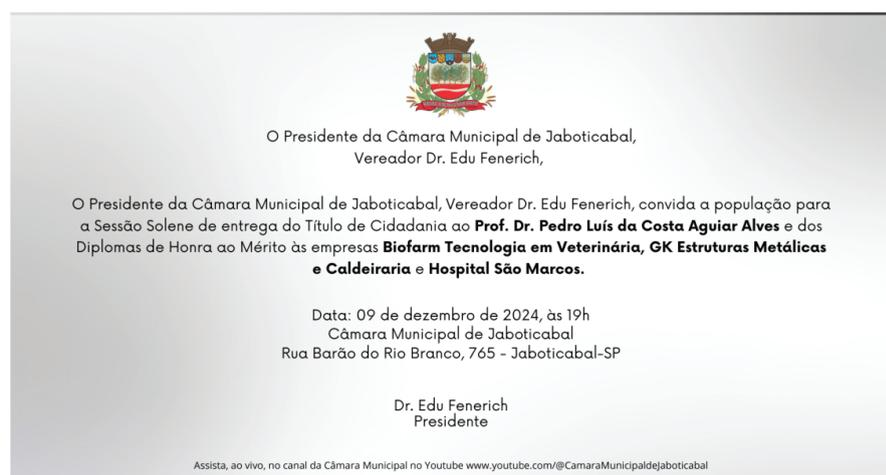 O Presidente da Câmara Municipal de Jaboticabal,
Vereador Dr. Edu Fenerich,
O Presidente da Câmara Municipal de Jaboticabal, Vereador Dr. Edu Fenerich, convida a população para
a Sessão Solene de entrega do Título de Cidadania ao Prof. Dr. Pedro Luís da Costa Aguiar Alves e dos
Diplomas de Honra ao Mérito às empresas Biofarm Tecnologia em Veterinária, GK Estruturas Metálicas
e Caldeiraria e Hospital São Marcos.
Data: 09 de dezembro de 2024, às 19h
Câmara Municipal de Jaboticabal
Rua Barão do Rio Branco, 765 - Jaboticabal-SP
Dr. Edu Fenerich
Presidente
Assista, ao vivo, no canal da Câmara Municipal no Youtube www.youtube.com/@CamaraMunicipaldeJaboticabal